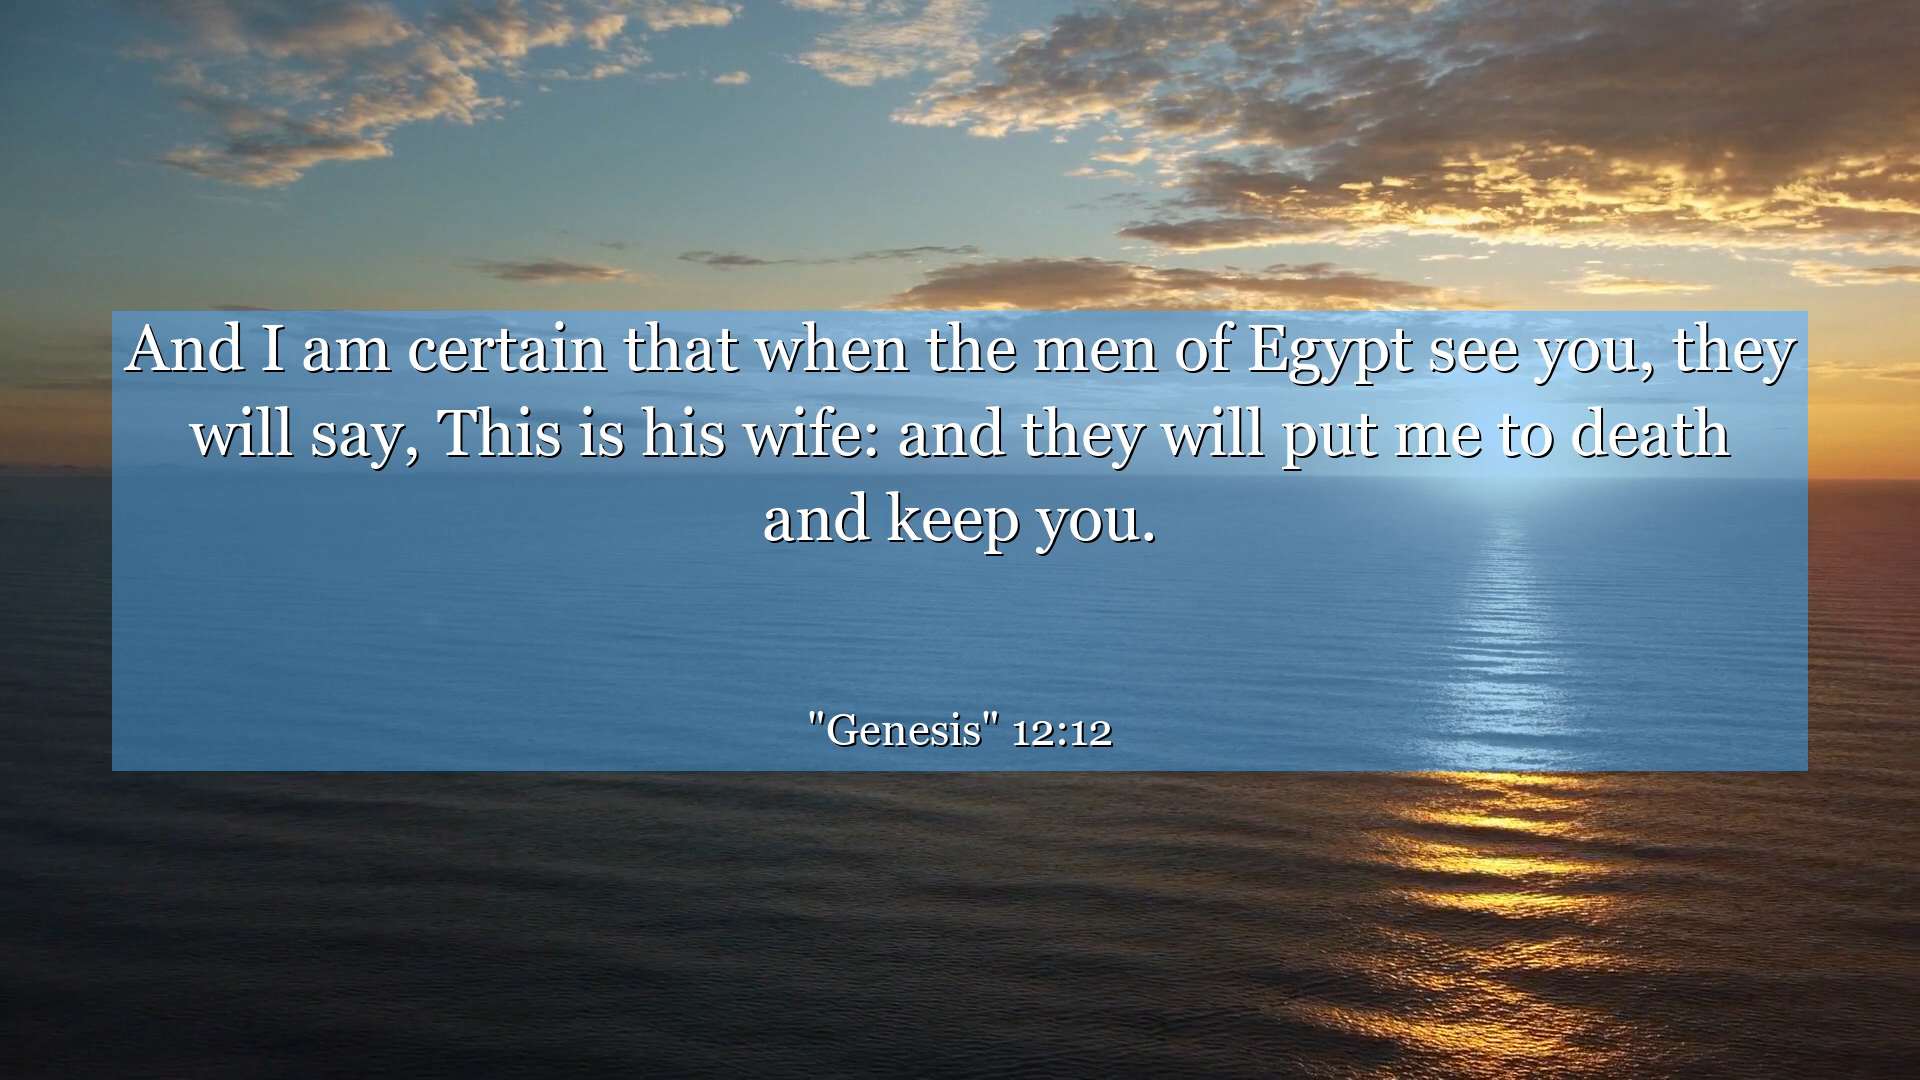 And I am certain that when the men of Egypt see you, they
will say, This is his wife: and they will put me to death
and keep you.
"Genesis" 12:12